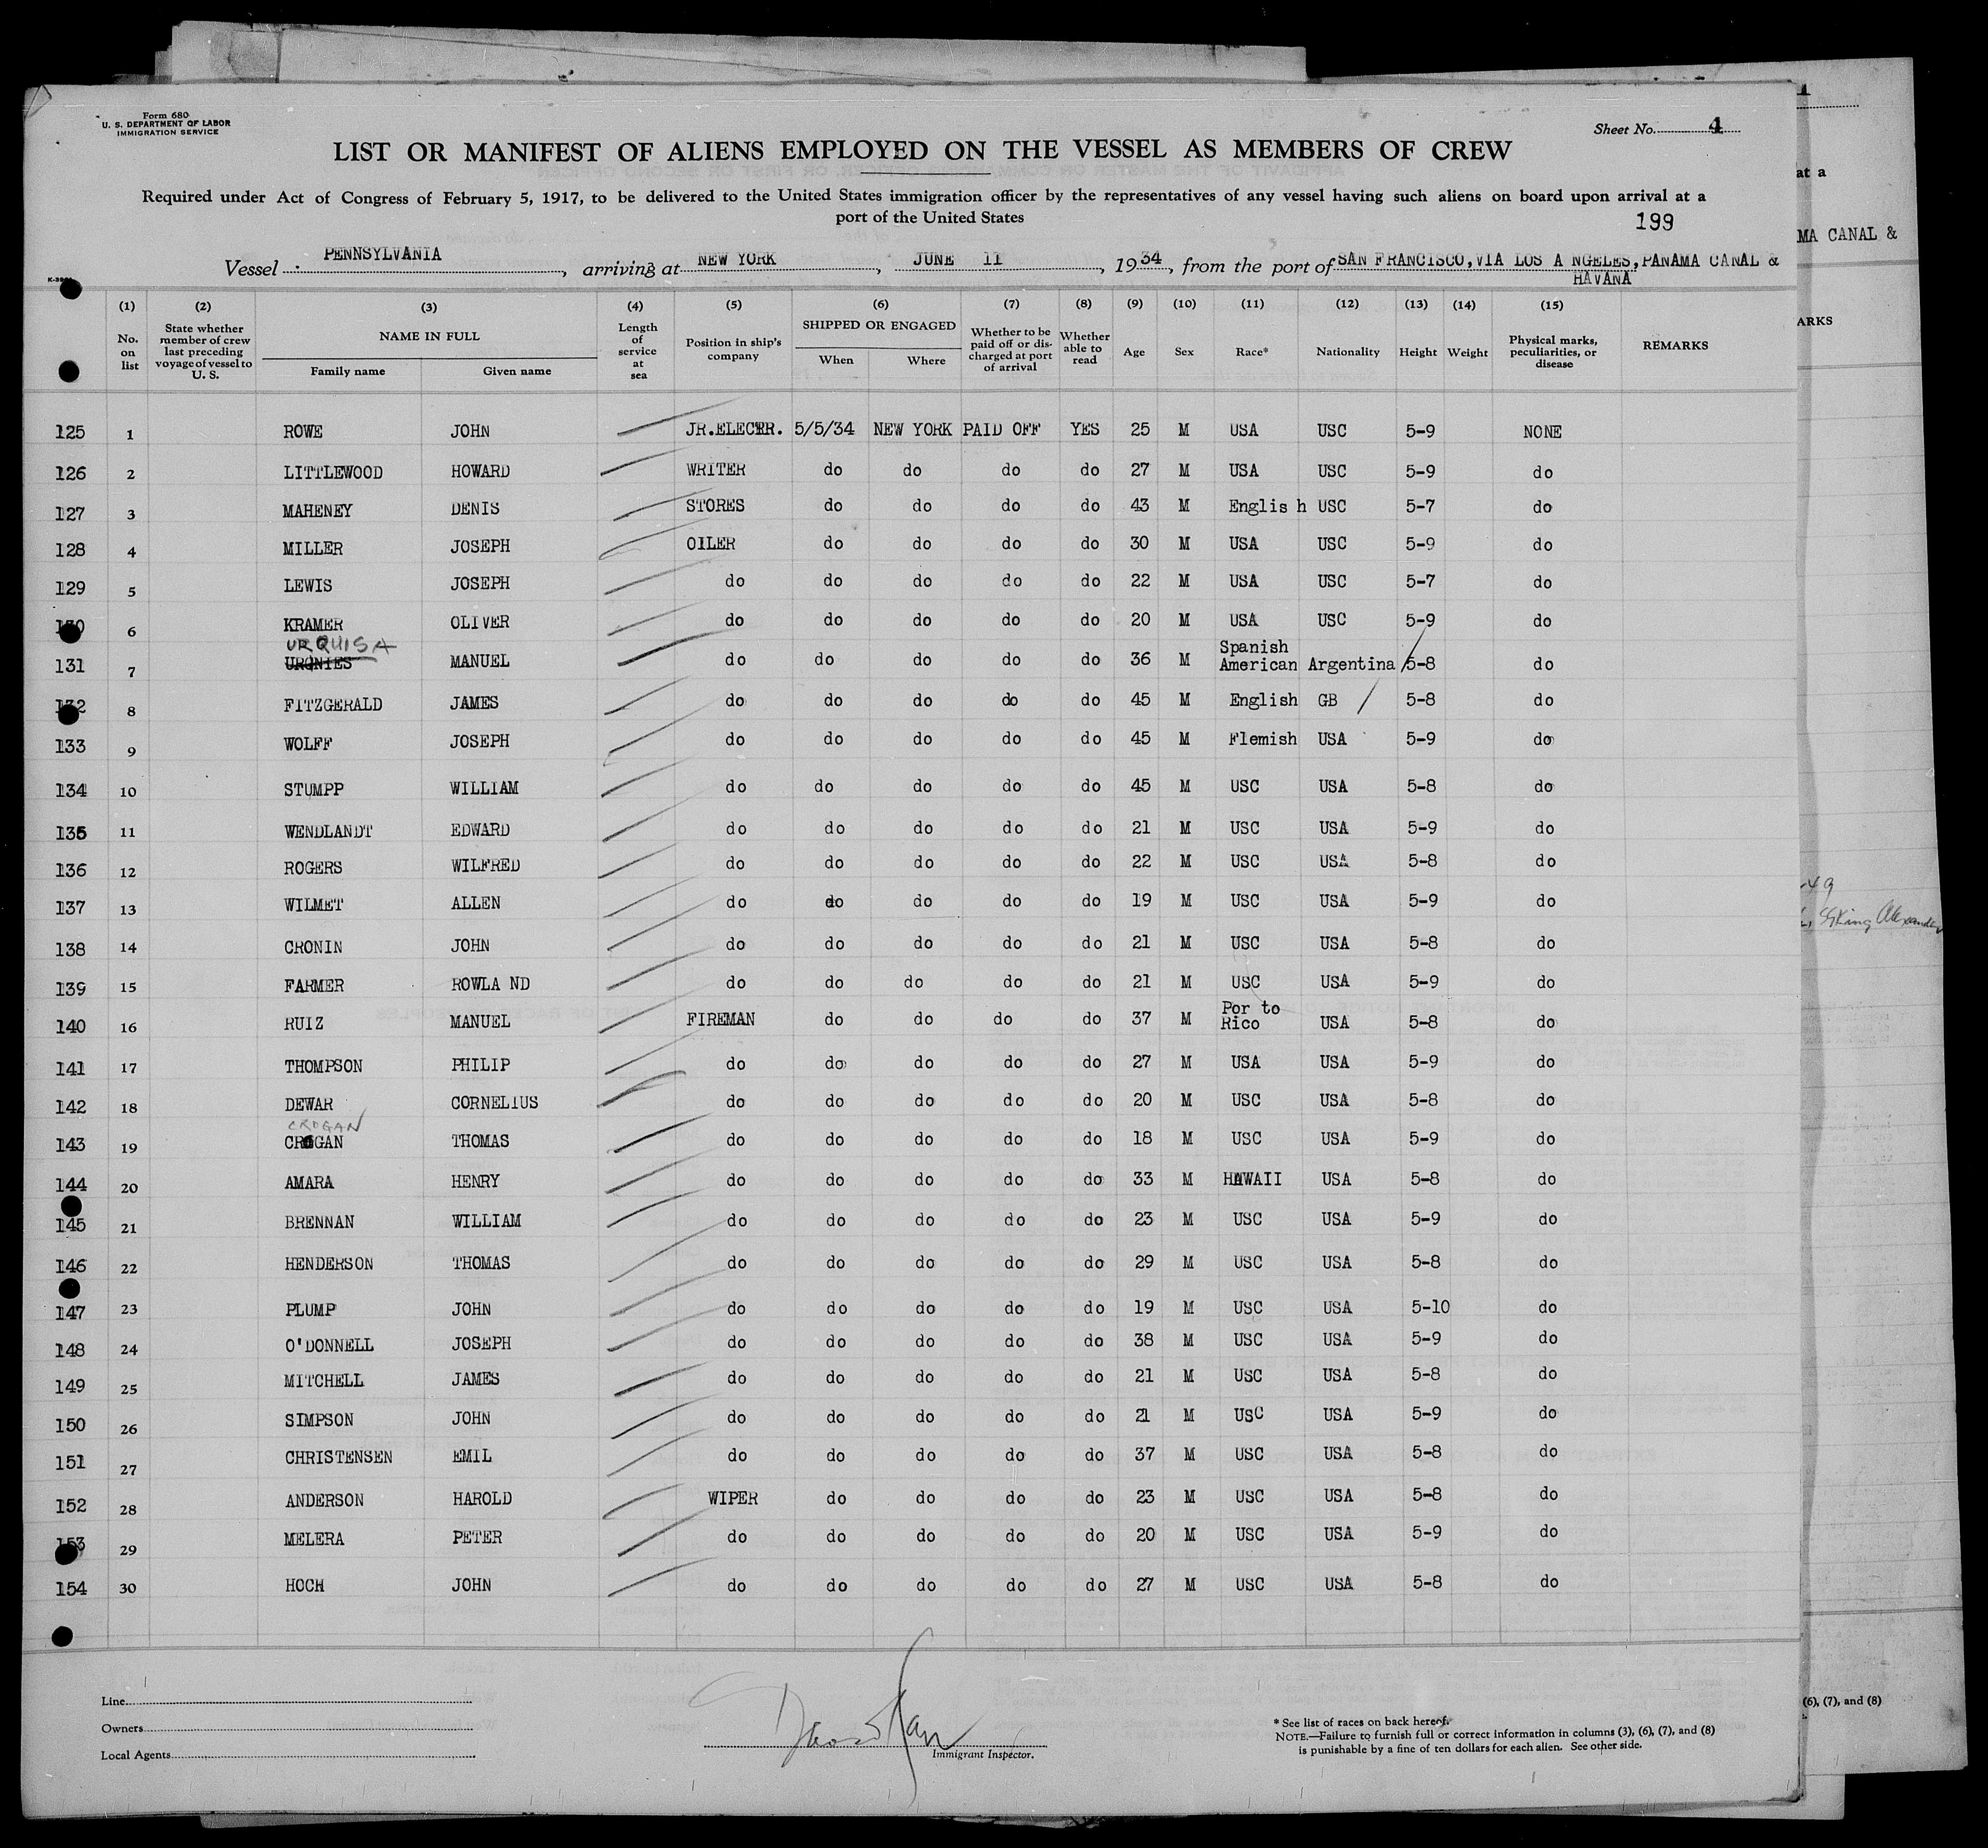 Form 680
U. S. DEPARTMENT OF LABOR
IMMIGRATION SERVICE
Sheet No. 4
LIST OR MANIFEST OF ALIENS EMPLOYED ON THE VESSEL AS MEMBERS OF CREW
Required under Act of Congress of February 5, 1917, to be delivered to the United States immigration officer by the representatives of any vessel having such aliens on board upon arrival at a
port of the United States
199
Vessel PENNSYLVANIA, arriving at NEW YORK, JUNE 11, 1934, from the port of SAN FRANCISCO, VIA LOS A NGELES, PANAMA CANAL &
HAVANA
(1) (2) (3) (4) (5) (6) (7) (8) (9) (10) (11) (12) (13) (14) (15)
No. on list State whether member of crew last preceding voyage of vessel to U. S. NAME IN FULL Family name Given name Length of service at sea Position in ship's company SHIPPED OR ENGAGED When Where Whether to be paid off or discharged at port of arrival Whether able to read Age Sex Race* Nationality Height Weight Physical marks, peculiarities, or disease REMARKS
125 1 ROWE JOHN JR.ELECTR. 5/5/34 NEW YORK PAID OFF YES 25 M USA USC 5-9 NONE
126 2 LITTLEWOOD HOWARD WRITER do do do do 27 M USA USC 5-9 do
127 3 MAHENEY DENIS STORES do do do do 43 M Englis h USC 5-7 do
128 4 MILLER JOSEPH OILER do do do do 30 M USA USC 5-9 do
129 5 LEWIS JOSEPH do do do do do 22 M USA USC 5-7 do
130 6 KRAMER OLIVER do do do do do 20 M USA USC 5-9 do
URQUISA
131 7 URQNIES MANUEL do do do do do 36 M Spanish American Argentina 5-8 do
132 8 FITZGERALD JAMES do do do do do 45 M English GB 5-8 do
133 9 WOLFF JOSEPH do do do do do 45 M Flemish USA 5-9 do
134 10 STUMPP WILLIAM do do do do do 45 M USC USA 5-8 do
135 11 WENDLANDT EDWARD do do do do do 21 M USC USA 5-9 do
136 12 ROGERS WILFRED do do do do do 22 M USC USA 5-8 do
137 13 WILMET ALLEN do do do do do 19 M USC USA 5-9 do
138 14 CRONIN JOHN do do do do do 21 M USC USA 5-8 do
139 15 FARMER ROWLA ND do do do do do 21 M USC USA 5-9 do
140 16 RUIZ MANUEL FIREMAN do do do do 37 M Por to Rico USA 5-8 do
141 17 THOMPSON PHILIP do do do do do 27 M USA USA 5-9 do
142 18 DEWAR CORNELIUS do do do do do 20 M USC USA 5-8 do
CROGAN
143 19 CROGAN THOMAS do do do do do 18 M USC USA 5-9 do
144 20 AMARA HENRY do do do do do 33 M HAWAII USA 5-8 do
145 21 BRENNAN WILLIAM do do do do do 23 M USC USA 5-9 do
146 22 HENDERSON THOMAS do do do do do 29 M USC USA 5-8 do
147 23 PLUMP JOHN do do do do do 19 M USC USA 5-10 do
148 24 O'DONNELL JOSEPH do do do do do 38 M USC USA 5-9 do
149 25 MITCHELL JAMES do do do do do 21 M USC USA 5-8 do
150 26 SIMPSON JOHN do do do do do 21 M USC USA 5-9 do
151 27 CHRISTENSEN EMIL do do do do do 37 M USC USA 5-8 do
152 28 ANDERSON HAROLD WIPER do do do do 23 M USC USA 5-8 do
153 29 MELERA PETER do do do do do 20 M USC USA 5-9 do
154 30 HOCH JOHN do do do do do 27 M USC USA 5-8 do
Line
Owners
Local Agents
Immigrant Inspector.
* See list of races on back hereof.
NOTE.—Failure to furnish full or correct information in columns (3), (6), (7), and (8)
is punishable by a fine of ten dollars for each alien. See other side.
at a
MA CANAL &
ARKS
King Alexander
(6), (7), and (8)